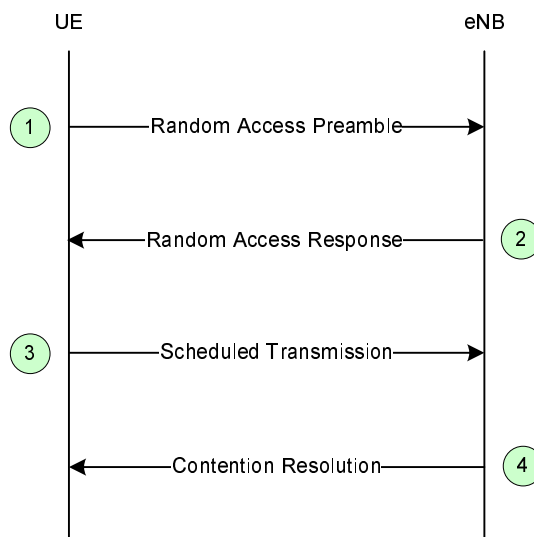 UE
eNB
1
Random Access Preamble
Random Access Response
2
3
Scheduled Transmission
Contention Resolution
4